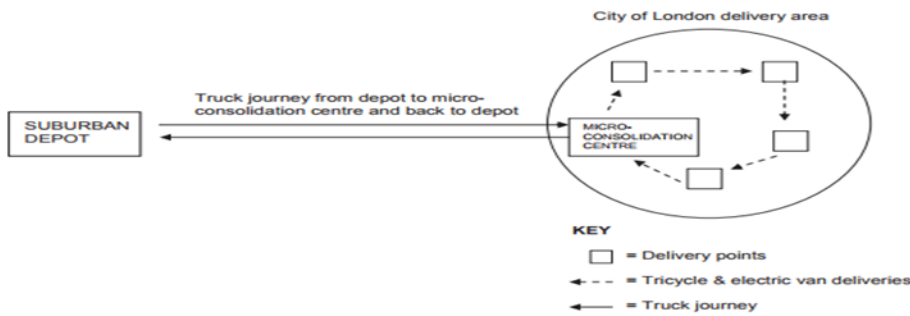 City of London delivery area
Truck journey from depot to micro-
consolidation centre and back to depot
SUBURBAN
DEPOT
MICRO-
CONSOLIDATION
CENTRE
KEY
= Delivery points
= Tricycle & electric van deliveries
= Truck journey